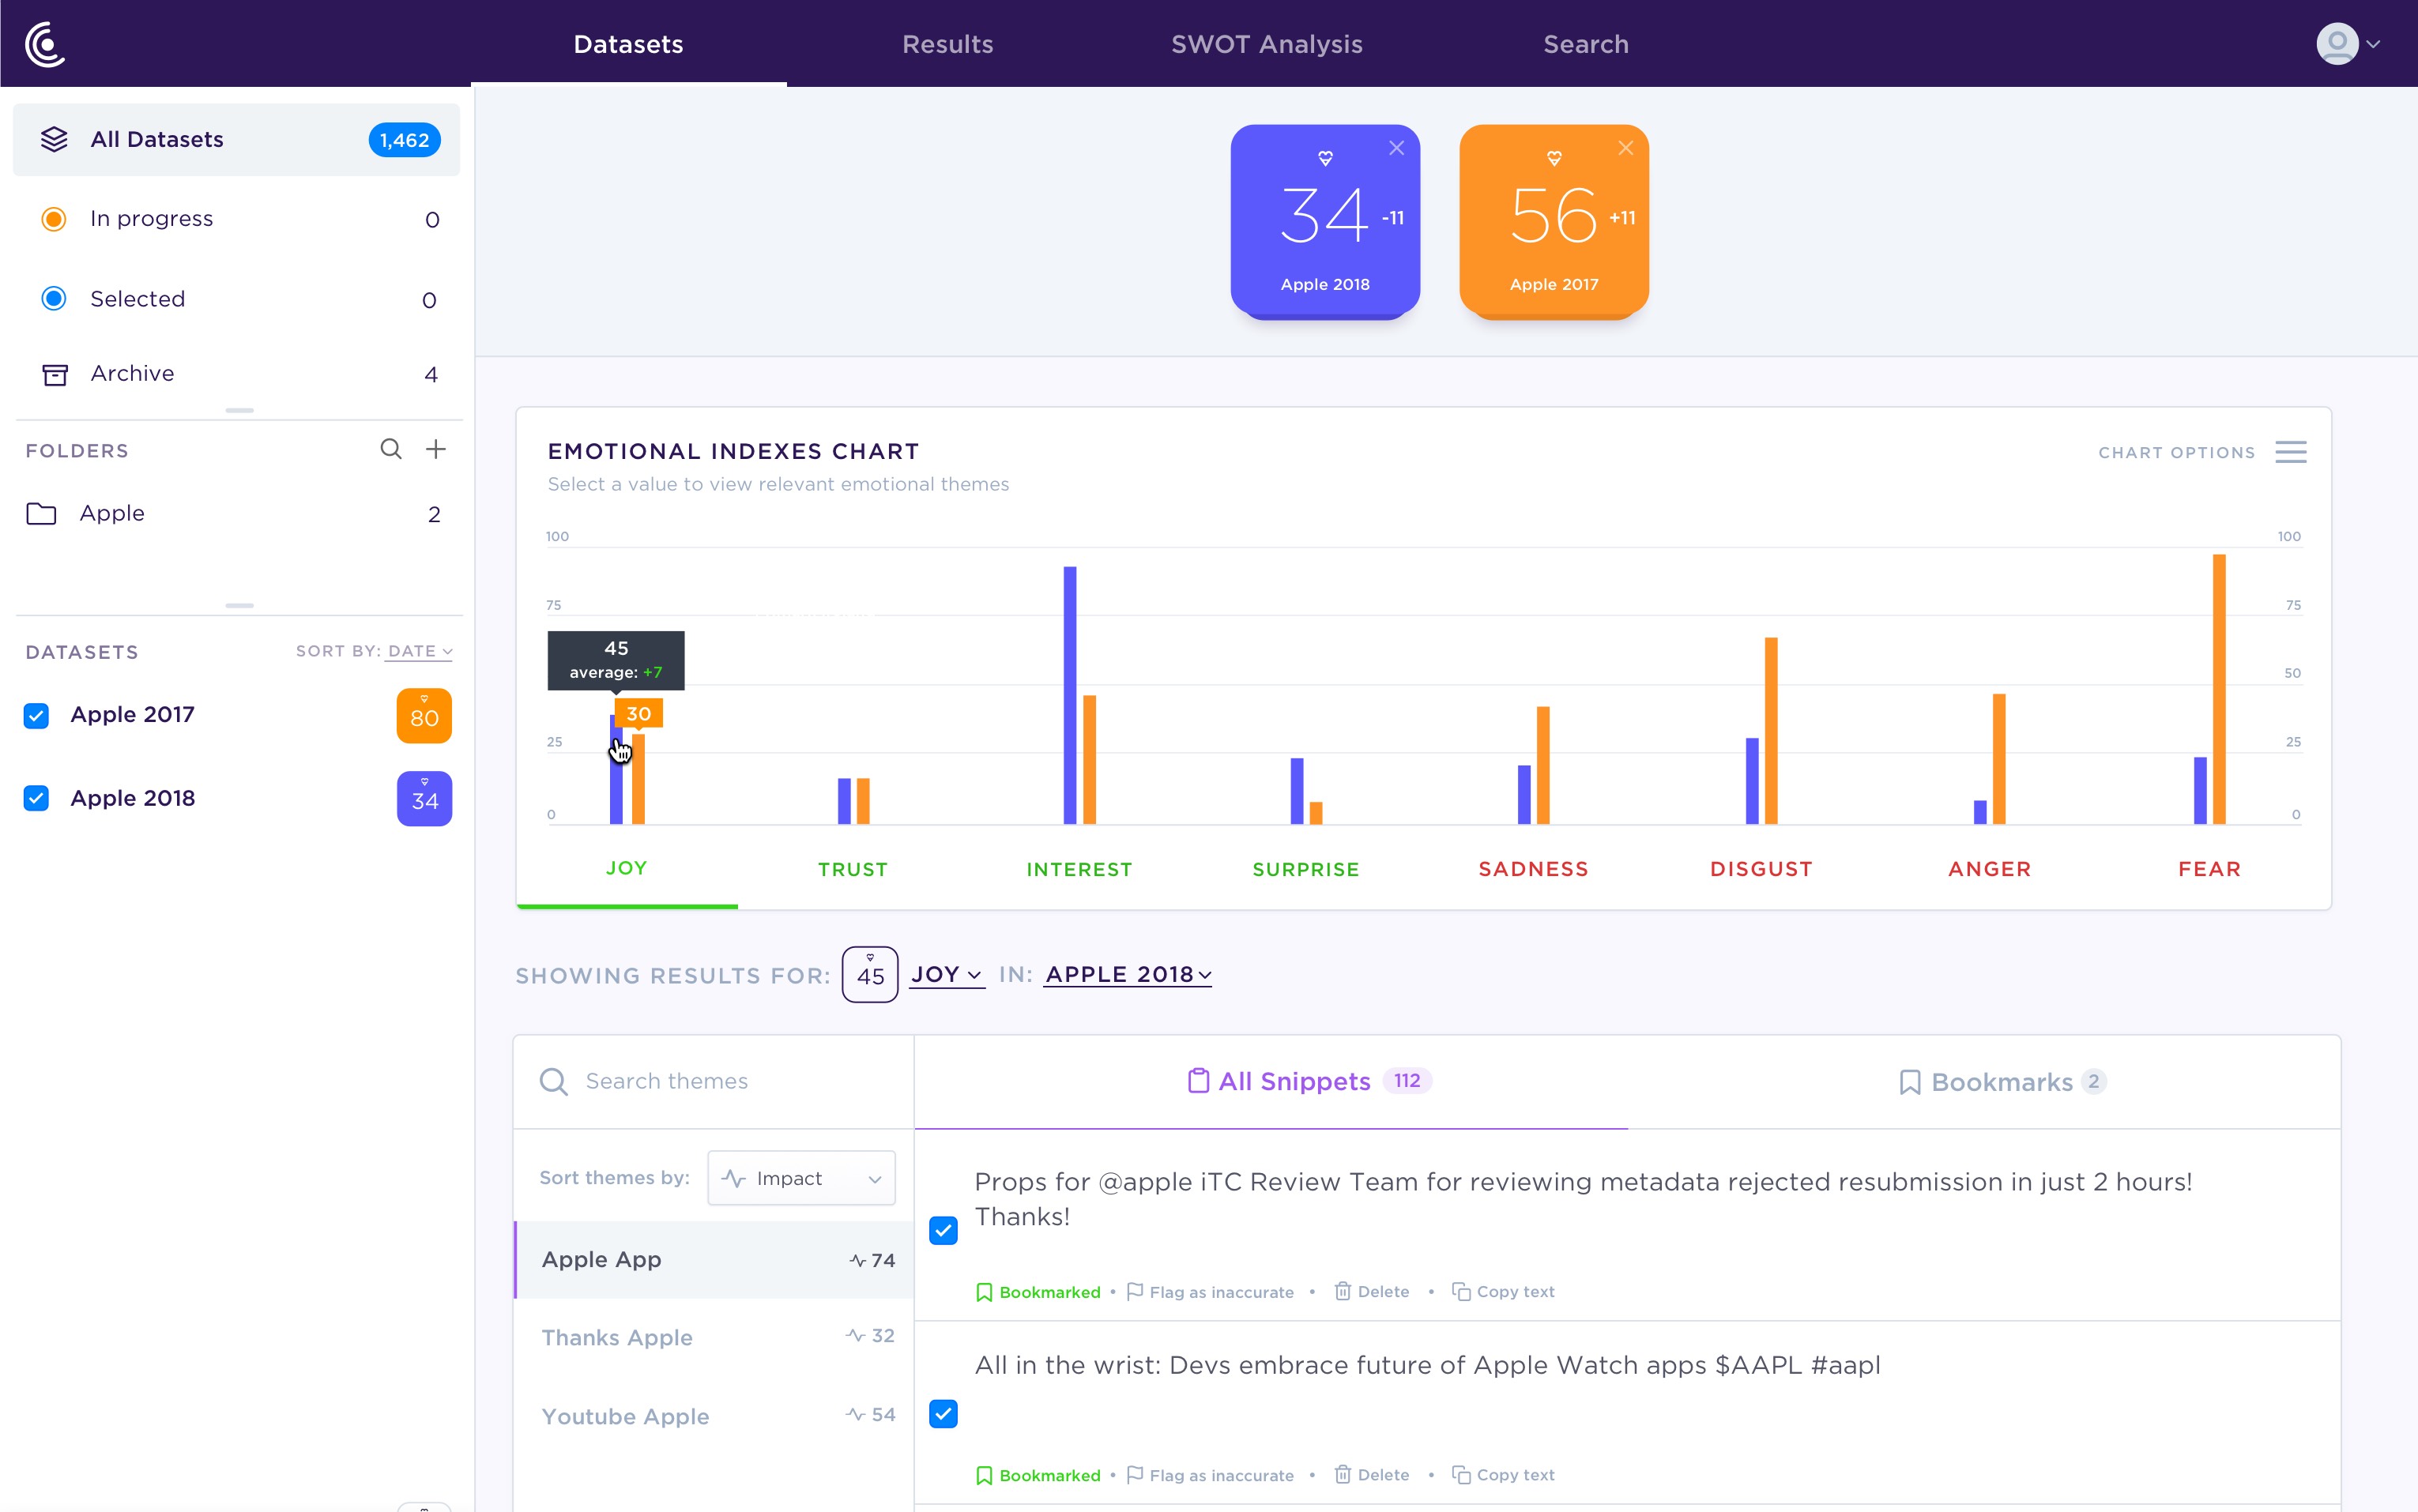 Datasets
Results
SWOT Analysis
Search
All Datasets
1,462
In progress
0
Selected
0
Archive
4
FOLDERS
Apple
2
DATASETS
SORT BY: DATE
Apple 2017
80
Apple 2018
34
34 -11
Apple 2018
56 +11
Apple 2017
EMOTIONAL INDEXES CHART
Select a value to view relevant emotional themes
CHART OPTIONS
100
100
75
75
50
25
25
0
0
45
average: +7
30
JOY
TRUST
INTEREST
SURPRISE
SADNESS
DISGUST
ANGER
FEAR
SHOWING RESULTS FOR: 45 JOY IN: APPLE 2018
Search themes
All Snippets 112
Bookmarks 2
Sort themes by: Impact
Apple App 74
Thanks Apple 32
Youtube Apple 54
Props for @apple iTC Review Team for reviewing metadata rejected resubmission in just 2 hours!
Thanks!
Bookmarked • Flag as inaccurate • Delete • Copy text
All in the wrist: Devs embrace future of Apple Watch apps $AAPL #aapl
Bookmarked • Flag as inaccurate • Delete • Copy text